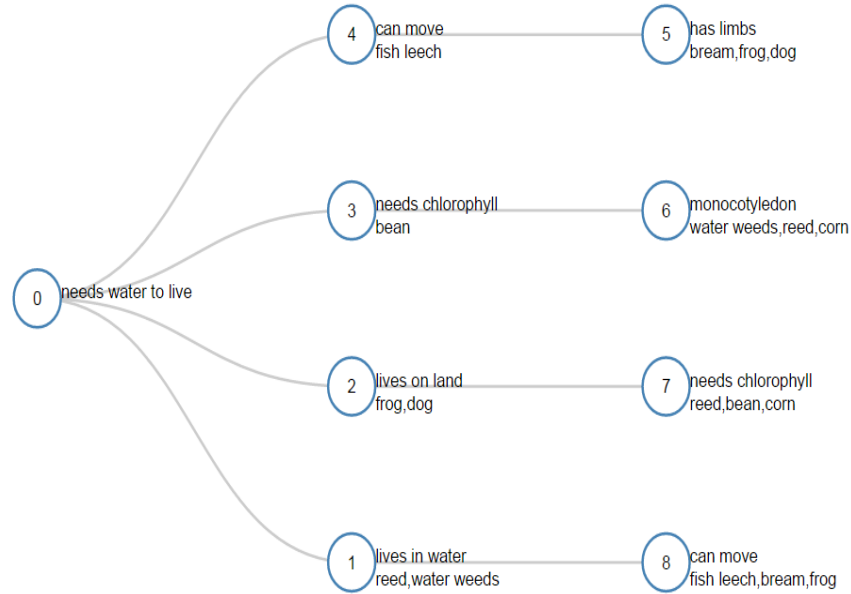 4
can move
fish leech
5
has limbs
bream,frog,dog
3
needs chlorophyll
bean
6
monocotyledon
water weeds,reed,corn
0
needs water to live
2
lives on land
frog,dog
7
needs chlorophyll
reed,bean,corn
1
lives in water
reed,water weeds
8
can move
fish leech,bream,frog